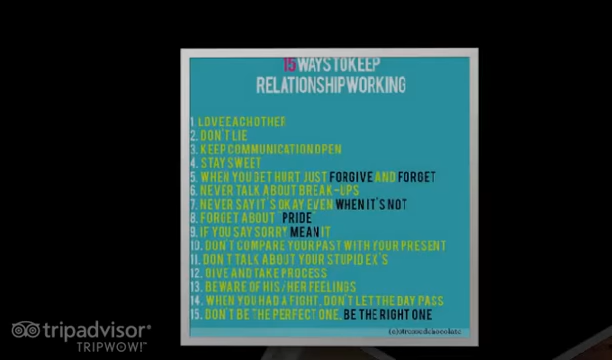 15 WAYS TO KEEP
RELATIONSHIP WORKING
1. LOVE EACH OTHER
2. DON'T LIE
3. KEEP COMMUNICATION OPEN
4. STAY SWEET
5. WHEN YOU GET HURT JUST FORGIVE AND FORGET
6. NEVER TALK ABOUT BREAK-UPS
7. NEVER SAY IT'S OKAY EVEN WHEN IT'S NOT
8. FORGET ABOUT "PRIDE"
9. IF YOU SAY SORRY MEAN IT
10. DON'T COMPARE YOUR PAST WITH YOUR PRESENT
11. DON'T TALK ABOUT YOUR STUPID EX'S
12. GIVE AND TAKE PROCESS
13. BEWARE OF HIS/HER FEELINGS
14. WHEN YOU HAD A FIGHT, DON'T LET THE DAY PASS
15. DON'T BE THE PERFECT ONE, BE THE RIGHT ONE
tripadvisor®
TRIPWOW!™